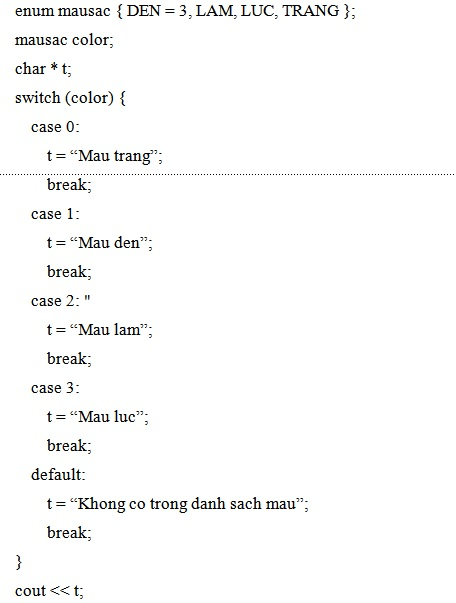 enum mausac { DEN = 3, LAM, LUC, TRANG };
mausac color;
char * t;
switch (color) {
case 0:
t = “Mau trang”;
break;
case 1:
t = “Mau den”;
break;
case 2: "
t = “Mau lam”;
break;
case 3:
t = “Mau luc”;
break;
default:
t = “Khong co trong danh sach mau”;
break;
}
cout << t;